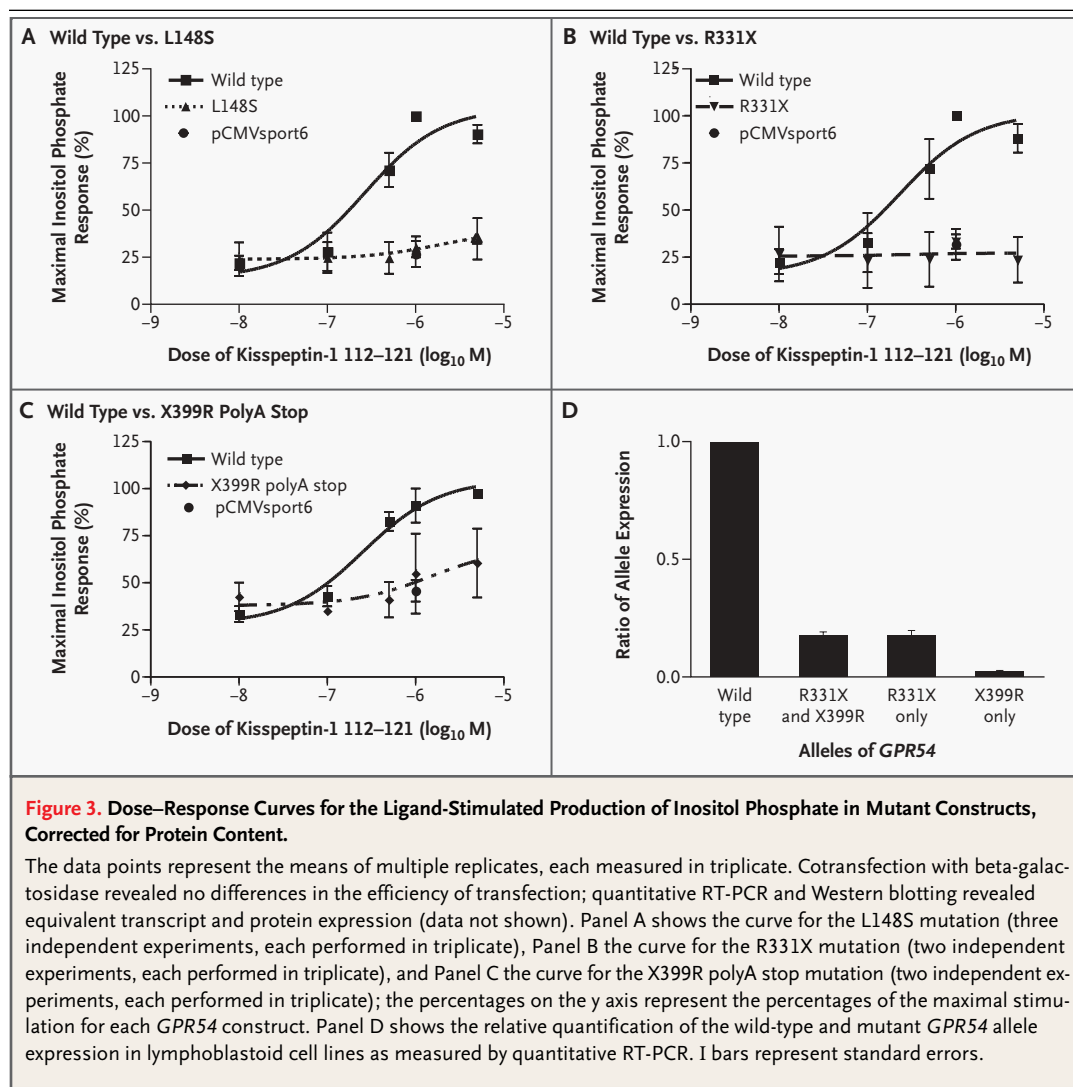 A Wild Type vs. L148S
Maximal Inositol Phosphate
Response (%)
125
100
75
50
25
0
Wild type
L148S
pCMVsport6
−9
−8
−7
−6
−5
Dose of Kisspeptin-1 112–121 (log10 M)
B Wild Type vs. R331X
Maximal Inositol Phosphate
Response (%)
125
100
75
50
25
0
Wild type
R331X
pCMVsport6
−9
−8
−7
−6
−5
Dose of Kisspeptin-1 112–121 (log10 M)
C Wild Type vs. X399R PolyA Stop
Maximal Inositol Phosphate
Response (%)
125
100
75
50
25
0
Wild type
X399R polyA stop
pCMVsport6
−9
−8
−7
−6
−5
Dose of Kisspeptin-1 112–121 (log10 M)
D
Ratio of Allele Expression
1.0
0.5
0.0
Wild
type
R331X
and X399R
R331X
only
X399R
only
Alleles of GPR54
Figure 3. Dose–Response Curves for the Ligand-Stimulated Production of Inositol Phosphate in Mutant Constructs,
Corrected for Protein Content.
The data points represent the means of multiple replicates, each measured in triplicate. Cotransfection with beta-galac-
tosidase revealed no differences in the efficiency of transfection; quantitative RT-PCR and Western blotting revealed
equivalent transcript and protein expression (data not shown). Panel A shows the curve for the L148S mutation (three
independent experiments, each performed in triplicate), Panel B the curve for the R331X mutation (two independent
experiments, each performed in triplicate), and Panel C the curve for the X399R polyA stop mutation (two independent ex-
periments, each performed in triplicate); the percentages on the y axis represent the percentages of the maximal stimu-
lation for each GPR54 construct. Panel D shows the relative quantification of the wild-type and mutant GPR54 allele
expression in lymphoblastoid cell lines as measured by quantitative RT-PCR. I bars represent standard errors.